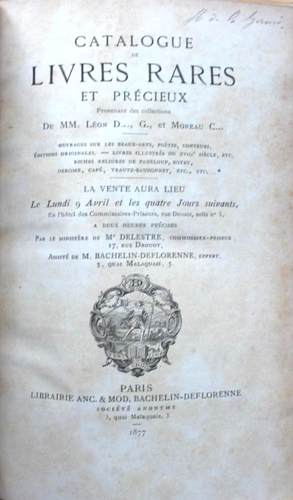 CATALOGUE
DE
LIVRES RARES
ET PRÉCIEUX
Provenant des collections
DE MM. LÉON D..., G., ET MOREAU C...
OUVRAGES SUR LES BEAUX-ARTS, POÈTES, CONTEURS,
ÉDITIONS ORIGINALES. — LIVRES ILLUSTRÉS DU XVIIIe SIÈCLE, ETC.
RICHES RELIURES DE PADELOUP, BOYET,
DEROME, CAPÉ, TRAUTZ-BAUZONNET, ETC., ETC.
LA VENTE AURA LIEU
Le Lundi 9 Avril et les quatre Jours suivants,
En l'Hôtel des Commissaires-Priseurs, rue Drouot, salle no 3,
A DEUX HEURES PRÉCISES
PAR LE MINISTÈRE DE Me DELESTRE, COMMISSAIRE-PRISEUR,
17, RUE DROUOT,
ASSISTÉ DE M. BACHELIN-DEFLORENNE, EXPERT,
3, QUAI MALAQUAIS, 3.
PARIS
LIBRAIRIE ANC. & MOD. BACHELIN-DEFLORENNE
SOCIÉTÉ ANONYME
3, quai Malaquais, 3
1877